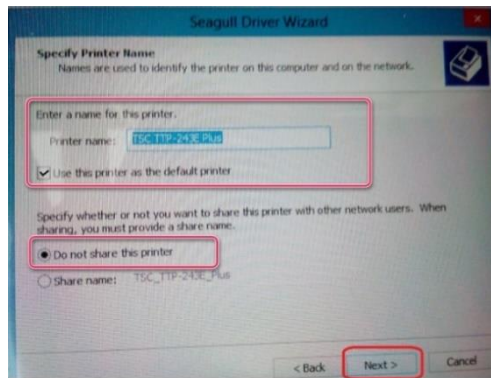 Seagull Driver Wizard
Specify Printer Name
Names are used to identify the printer on this computer and on the network.
Enter a name for this printer.
Printer name: TSC TTP-243E Plus
Use this printer as the default printer
Specify whether or not you want to share this printer with other network users. When
sharing, you must provide a share name.
Do not share this printer
Share name: TSC_TTP-243E_Plus
< Back Next > Cancel